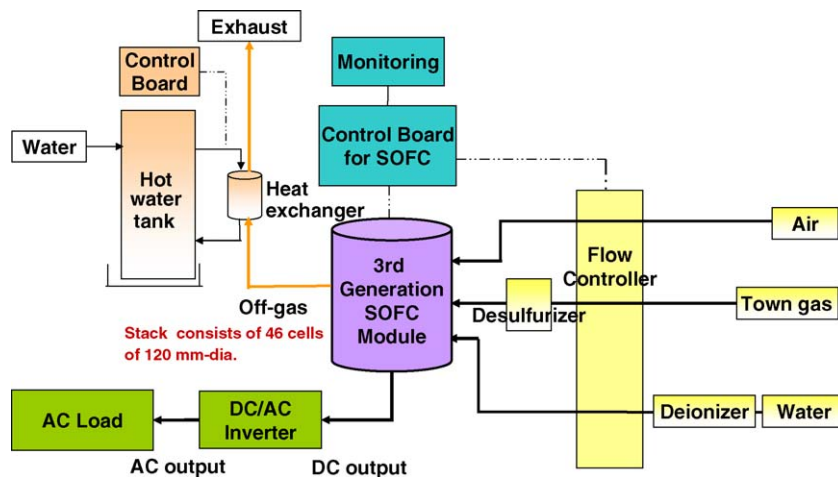 Exhaust
Control
Board
Monitoring
Control Board
for SOFC
Water
Hot
water
tank
Heat
exchanger
Flow
Controller
Air
3rd
Generation
SOFC
Module
Desulfurizer
Town gas
Off-gas
Stack consists of 46 cells
of 120 mm-dia.
AC Load
DC/AC
Inverter
Deionizer
Water
AC output
DC output